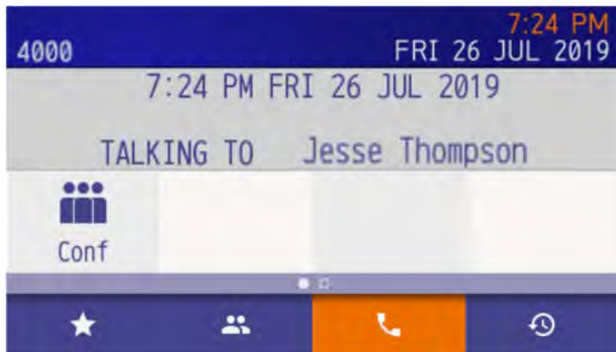 7:24 PM
4000 FRI 26 JUL 2019
7:24 PM FRI 26 JUL 2019
TALKING TO Jesse Thompson
Conf